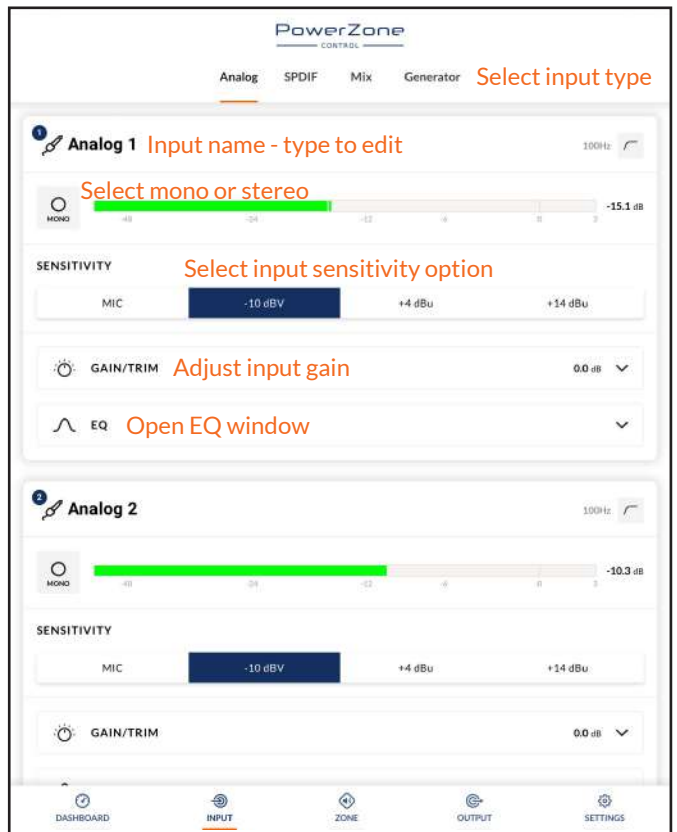 PowerZone
CONTROL
Analog SPDIF Mix Generator Select input type
1 Analog 1 Input name - type to edit 100Hz
Select mono or stereo
MONO -48 -24 -12 -6 0 3 -15.1 dB
SENSITIVITY
Select input sensitivity option
MIC -10 dBV +4 dBu +14 dBu
GAIN/TRIM Adjust input gain 0.0 dB
EQ Open EQ window
2 Analog 2 100Hz
MONO -48 -24 -12 -6 0 3 -10.3 dB
SENSITIVITY
MIC -10 dBV +4 dBu +14 dBu
GAIN/TRIM 0.0 dB
DASHBOARD INPUT ZONE OUTPUT SETTINGS